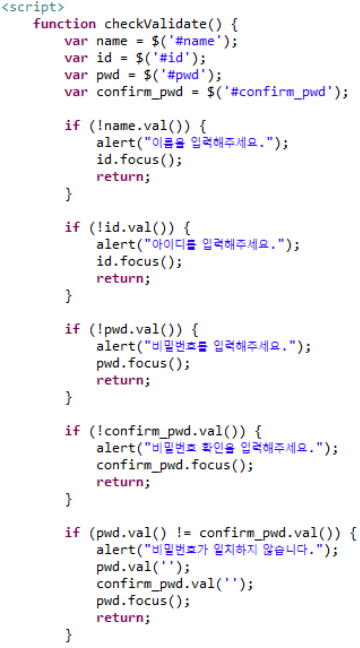 <script>
function checkValidate() {
var name = $('#name');
var id = $('#id');
var pwd = $('#pwd');
var confirm_pwd = $('#confirm_pwd');
if (!name.val()) {
alert("이름을 입력해주세요.");
id.focus();
return;
}
if (!id.val()) {
alert("아이디를 입력해주세요.");
id.focus();
return;
}
if (!pwd.val()) {
alert("비밀번호를 입력해주세요.");
pwd.focus();
return;
}
if (!confirm_pwd.val()) {
alert("비밀번호 확인을 입력해주세요.");
confirm_pwd.focus();
return;
}
if (pwd.val() != confirm_pwd.val()) {
alert("비밀번호가 일치하지 않습니다.");
pwd.val('');
confirm_pwd.val('');
pwd.focus();
return;
}